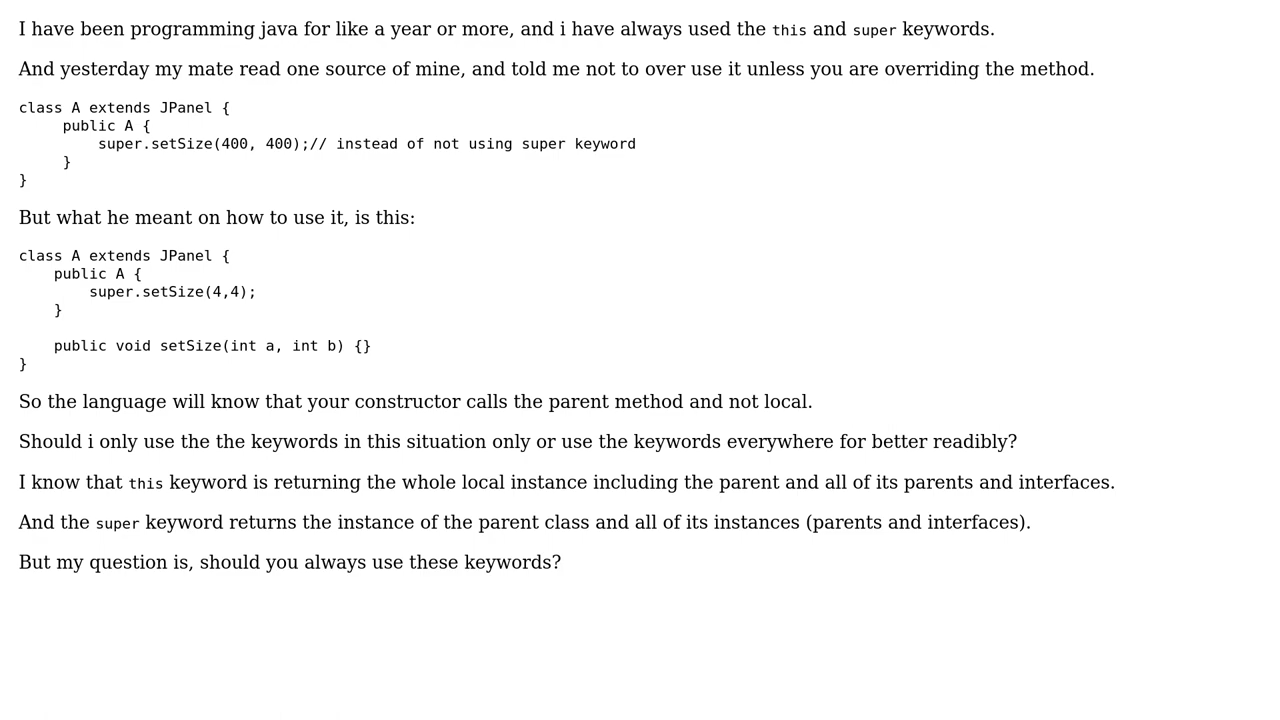 I have been programming java for like a year or more, and i have always used the this and super keywords.
And yesterday my mate read one source of mine, and told me not to over use it unless you are overriding the method.
class A extends JPanel {
     public A {
         super.setSize(400, 400);// instead of not using super keyword
     }
}
But what he meant on how to use it, is this:
class A extends JPanel {
    public A {
        super.setSize(4,4);
    }
    public void setSize(int a, int b) {}
}
So the language will know that your constructor calls the parent method and not local.
Should i only use the the keywords in this situation only or use the keywords everywhere for better readibly?
I know that this keyword is returning the whole local instance including the parent and all of its parents and interfaces.
And the super keyword returns the instance of the parent class and all of its instances (parents and interfaces).
But my question is, should you always use these keywords?